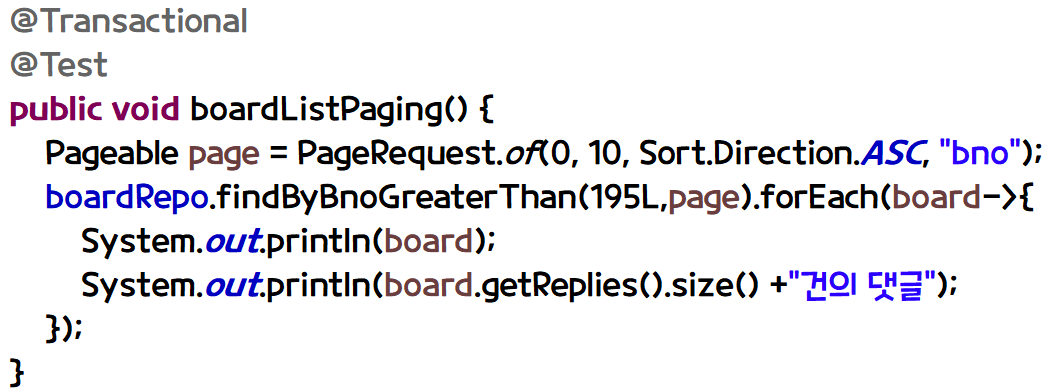 @Transactional
@Test
public void boardListPaging() {
Pageable page = PageRequest.of(0, 10, Sort.Direction.ASC, "bno");
boardRepo.findByBnoGreaterThan(195L,page).forEach(board->{
System.out.println(board);
System.out.println(board.getReplies().size() +"건의 댓글");
});
}